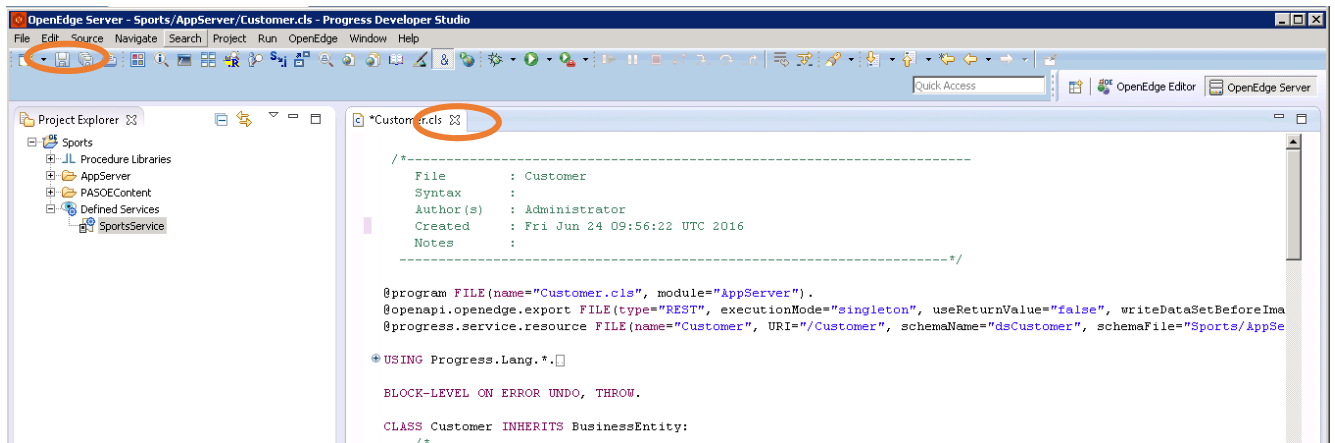 OpenEdge Server - Sports/AppServer/Customer.cls - Progress Developer Studio
File Edit Source Navigate Search Project Run OpenEdge Window Help
Quick Access
OpenEdge Editor
OpenEdge Server
Project Explorer
Sports
Procedure Libraries
AppServer
PASOEContent
Defined Services
SportsService
*Customer.cls
/*------------------------------------------------------------------------
File : Customer
Syntax :
Author(s) : Administrator
Created : Fri Jun 24 09:56:22 UTC 2016
Notes :
----------------------------------------------------------------------*/
@program FILE(name="Customer.cls", module="AppServer").
@openapi.openedge.export FILE(type="REST", executionMode="singleton", useReturnValue="false", writeDataSetBeforeIma
@progress.service.resource FILE(name="Customer", URI="/Customer", schemaName="dsCustomer", schemaFile="Sports/AppSe
USING Progress.Lang.*.
BLOCK-LEVEL ON ERROR UNDO, THROW.
CLASS Customer INHERITS BusinessEntity:
/*